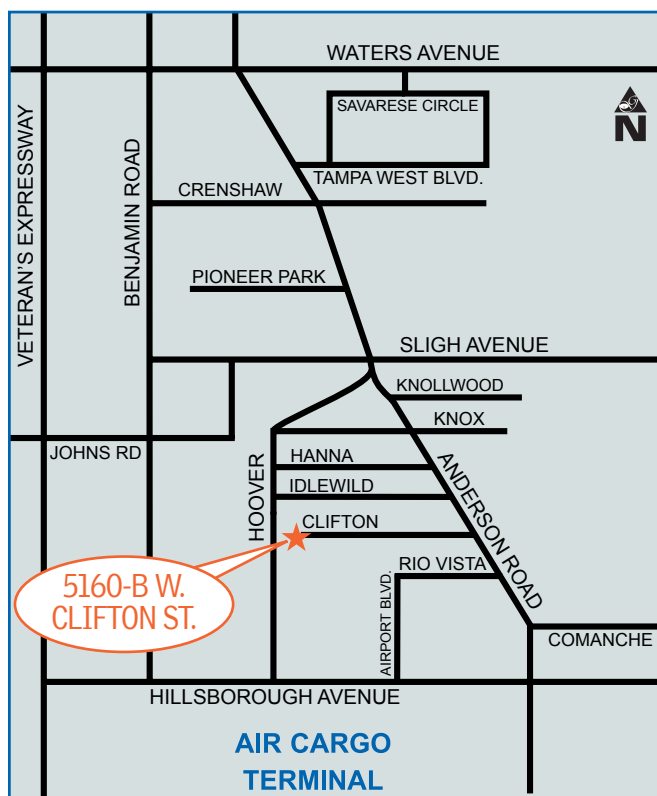 WATERS AVENUE
SAVARESE CIRCLE
N
TAMPA WEST BLVD.
CRENSHAW
VETERAN'S EXPRESSWAY
BENJAMIN ROAD
PIONEER PARK
SLIGH AVENUE
KNOLLWOOD
KNOX
JOHNS RD
HOOVER
HANNA
IDLEWILD
ANDERSON ROAD
CLIFTON
5160-B W.
CLIFTON ST.
RIO VISTA
AIRPORT BLVD.
COMANCHE
HILLSBOROUGH AVENUE
AIR CARGO
TERMINAL